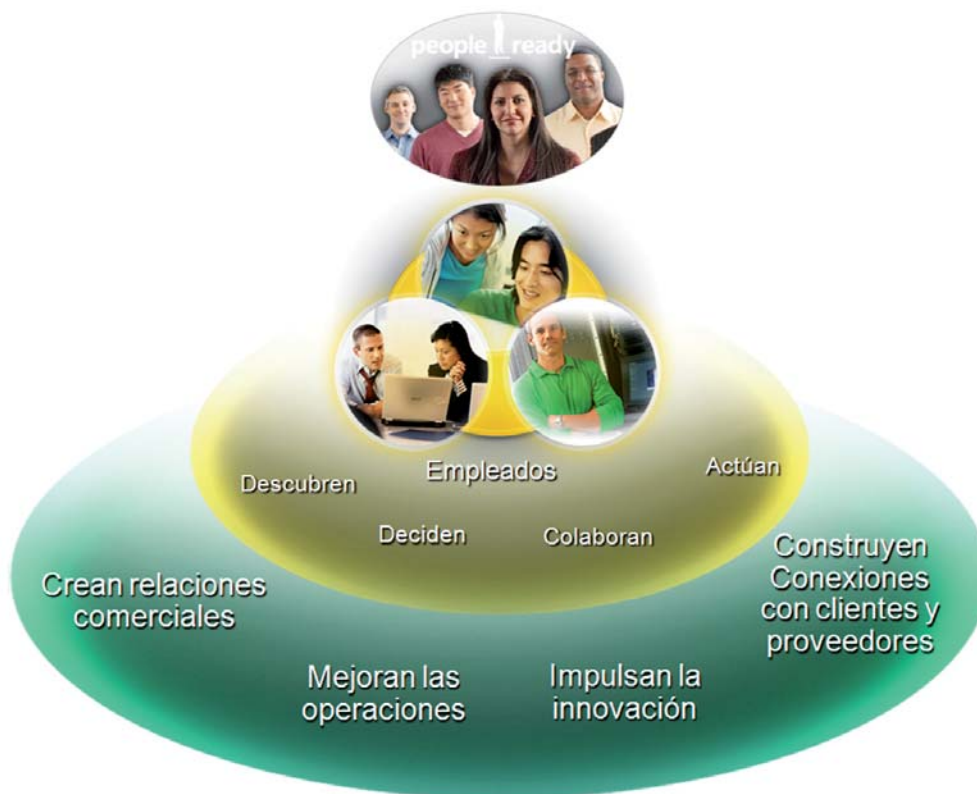 people ready
Empleados
Descubren
Actúan
Deciden
Colaboran
Crean relaciones
comerciales
Mejoran las
operaciones
Impulsan la
innovación
Construyen
Conexiones
con clientes y
proveedores